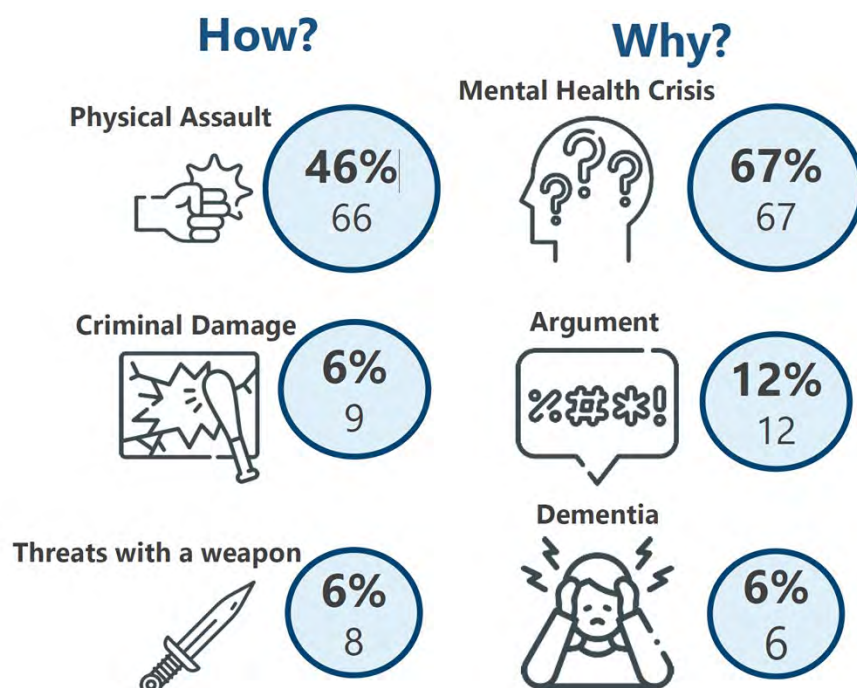 How?
Physical Assault
46%
66
Criminal Damage
6%
9
Threats with a weapon
6%
8
Why?
Mental Health Crisis
67%
67
Argument
%#*!
12%
12
Dementia
6%
6